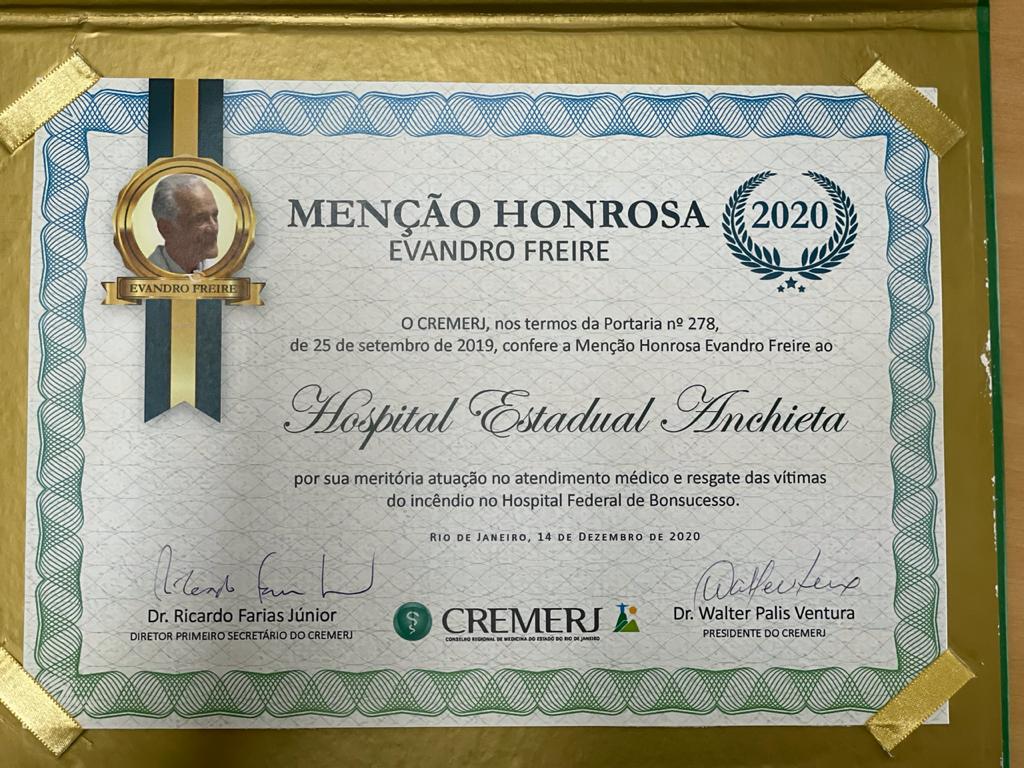 MENÇÃO HONROSA
EVANDRO FREIRE
2020
EVANDRO FREIRE
O CREMERJ, nos termos da Portaria nº 278,
de 25 de setembro de 2019, confere a Menção Honrosa Evandro Freire ao
Hospital Estadual Anchieta
por sua meritória atuação no atendimento médico e resgate das vítimas
do incêndio no Hospital Federal de Bonsucesso.
RIO DE JANEIRO, 14 DE DEZEMBRO DE 2020
Dr. Ricardo Farias Júnior
DIRETOR PRIMEIRO SECRETÁRIO DO CREMERJ
CREMERJ
CONSELHO REGIONAL DE MEDICINA DO ESTADO DO RIO DE JANEIRO
Dr. Walter Palis Ventura
PRESIDENTE DO CREMERJ